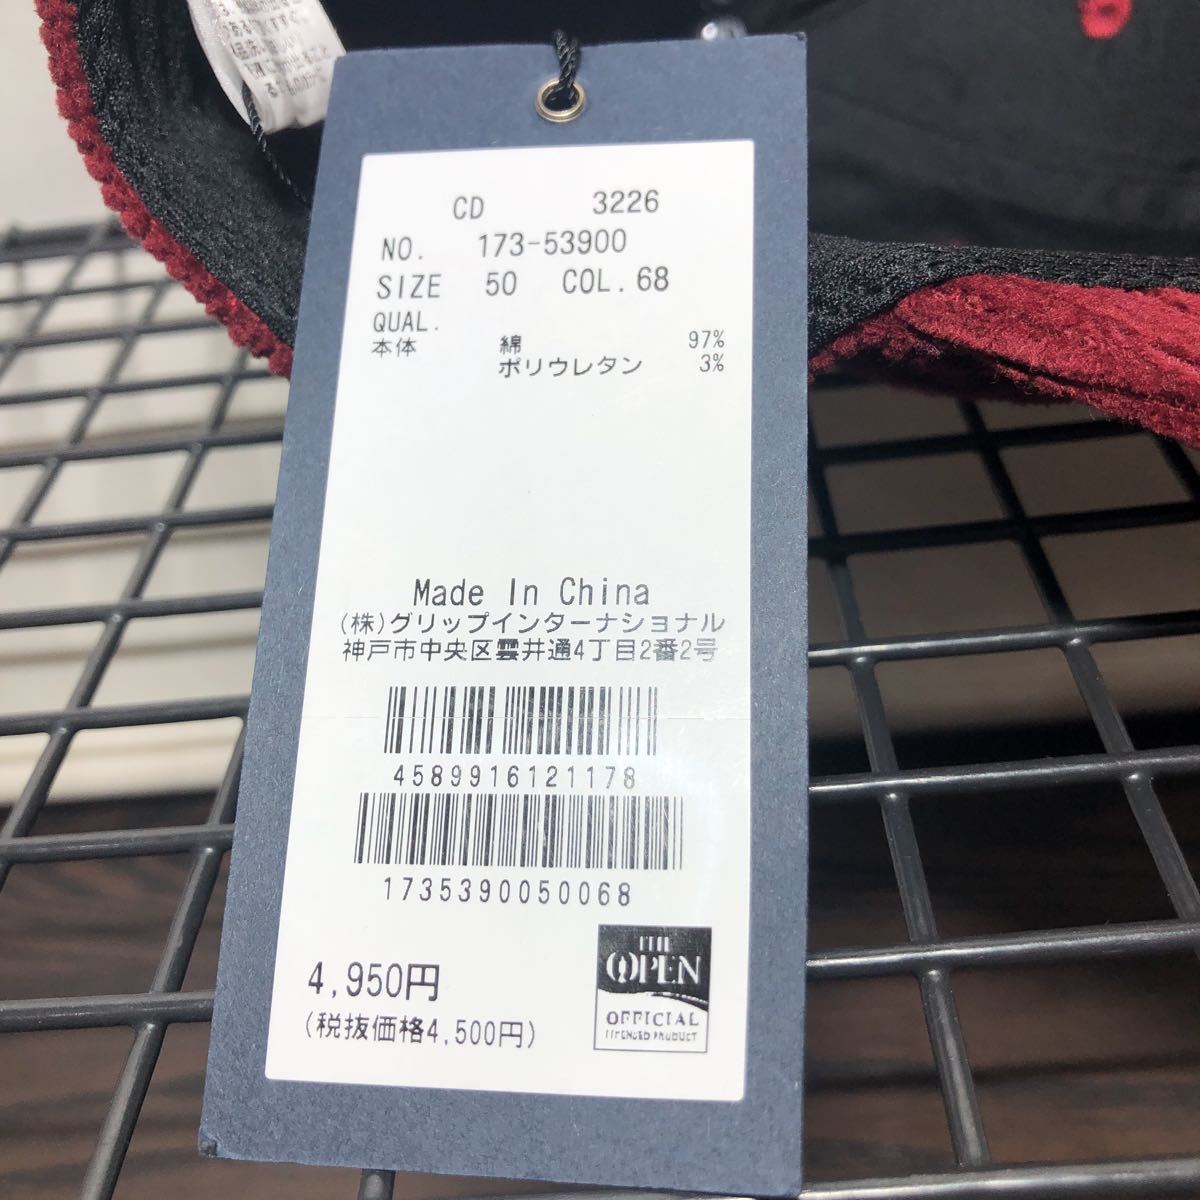 CD 3226
NO. 173-53900
SIZE 50 COL.68
QUAL.
本体 綿 97%
ポリウレタン 3%
Made In China
(株)グリップインターナショナル
神戸市中央区雲井通4丁目2番2号
4589916121178
1735390050068
4,950円
(税抜価格4,500円)
THE
OPEN
OFFICIAL
LICENSED PRODUCT